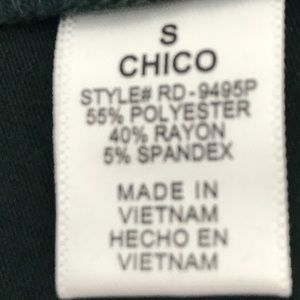 S
CHICO
STYLE# RD-9495P
55% POLYESTER
40% RAYON
5% SPANDEX
MADE IN
VIETNAM
HECHO EN
VIETNAM